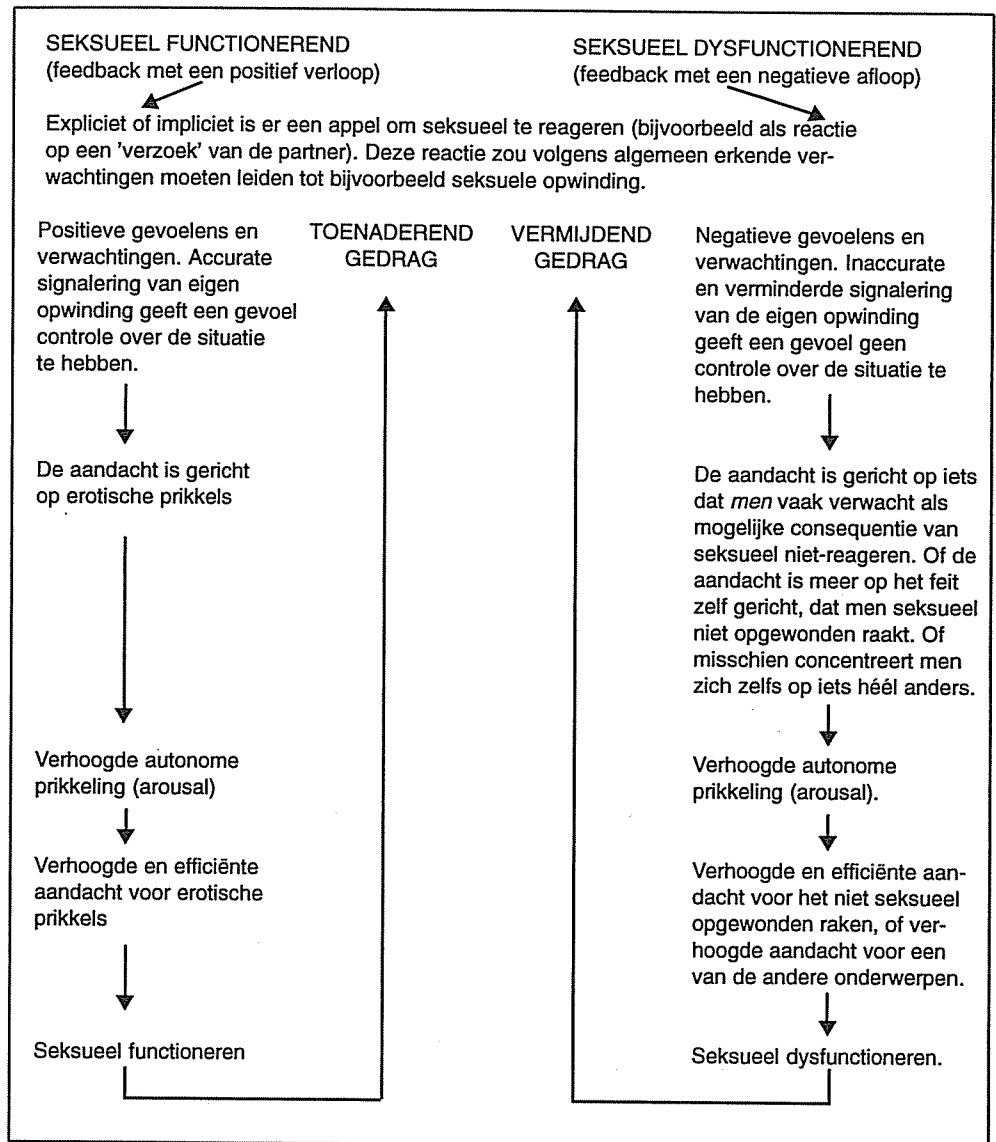 SEKSUEEL FUNCTIONEREND
(feedback met een positief verloop)
SEKSUEEL DYSFUNCTIONEREND
(feedback met een negatieve afloop)
Expliciet of impliciet is er een appel om seksueel te reageren (bijvoorbeeld als reactie
op een 'verzoek' van de partner). Deze reactie zou volgens algemeen erkende ver-
wachtingen moeten leiden tot bijvoorbeeld seksuele opwinding.
Positieve gevoelens en
verwachtingen. Accurate
signalering van eigen
opwinding geeft een gevoel
controle over de situatie
te hebben.
De aandacht is gericht
op erotische prikkels
Verhoogde autonome
prikkeling (arousal)
Verhoogde en efficiënte
aandacht voor erotische
prikkels
Seksueel functioneren
TOENADEREND
GEDRAG
VERMIJDEND
GEDRAG
Negatieve gevoelens en
verwachtingen. Inaccurate
en verminderde signalering
van de eigen opwinding
geeft een gevoel geen
controle over de situatie te
hebben.
De aandacht is gericht op iets
dat men vaak verwacht als
mogelijke consequentie van
seksueel niet-reageren. Of de
aandacht is meer op het feit
zelf gericht, dat men seksueel
niet opgewonden raakt. Of
misschien concentreert men
zich zelfs op iets héél anders.
Verhoogde autonome
prikkeling (arousal).
Verhoogde en efficiënte aan-
dacht voor het niet seksueel
opgewonden raken, of ver-
hoogde aandacht voor een
van de andere onderwerpen.
Seksueel dysfunctioneren.